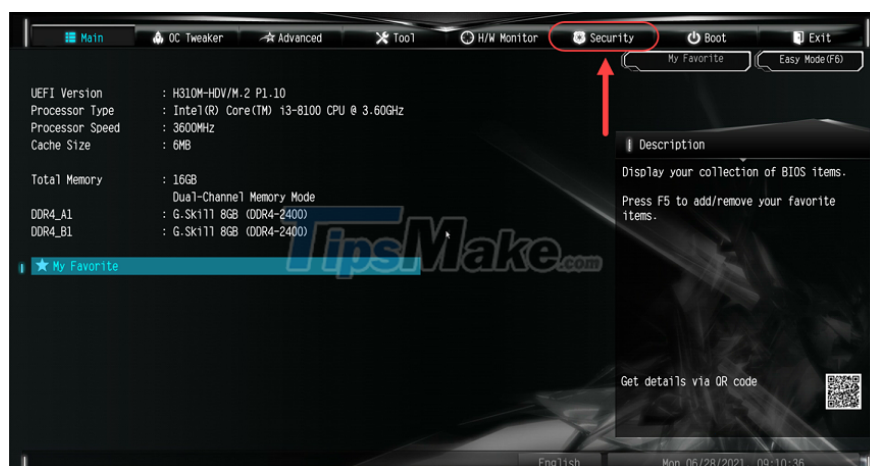 Main OC Tweaker Advanced Tool H/W Monitor Security Boot Exit
My Favorite Easy Mode(F6)
UEFI Version : H310M-HDV/M.2 P1.10
Processor Type : Intel(R) Core(TM) i3-8100 CPU @ 3.60GHz
Processor Speed : 3600MHz
Cache Size : 6MB
Total Memory : 16GB
Dual-Channel Memory Mode
DDR4_A1 : G.Skill 8GB (DDR4-2400)
DDR4_B1 : G.Skill 8GB (DDR4-2400)
My Favorite
Description
Display your collection of BIOS items.
Press F5 to add/remove your favorite
items.
Get details via QR code
TipsMake.com
English Mon 06/28/2021 09:10:36